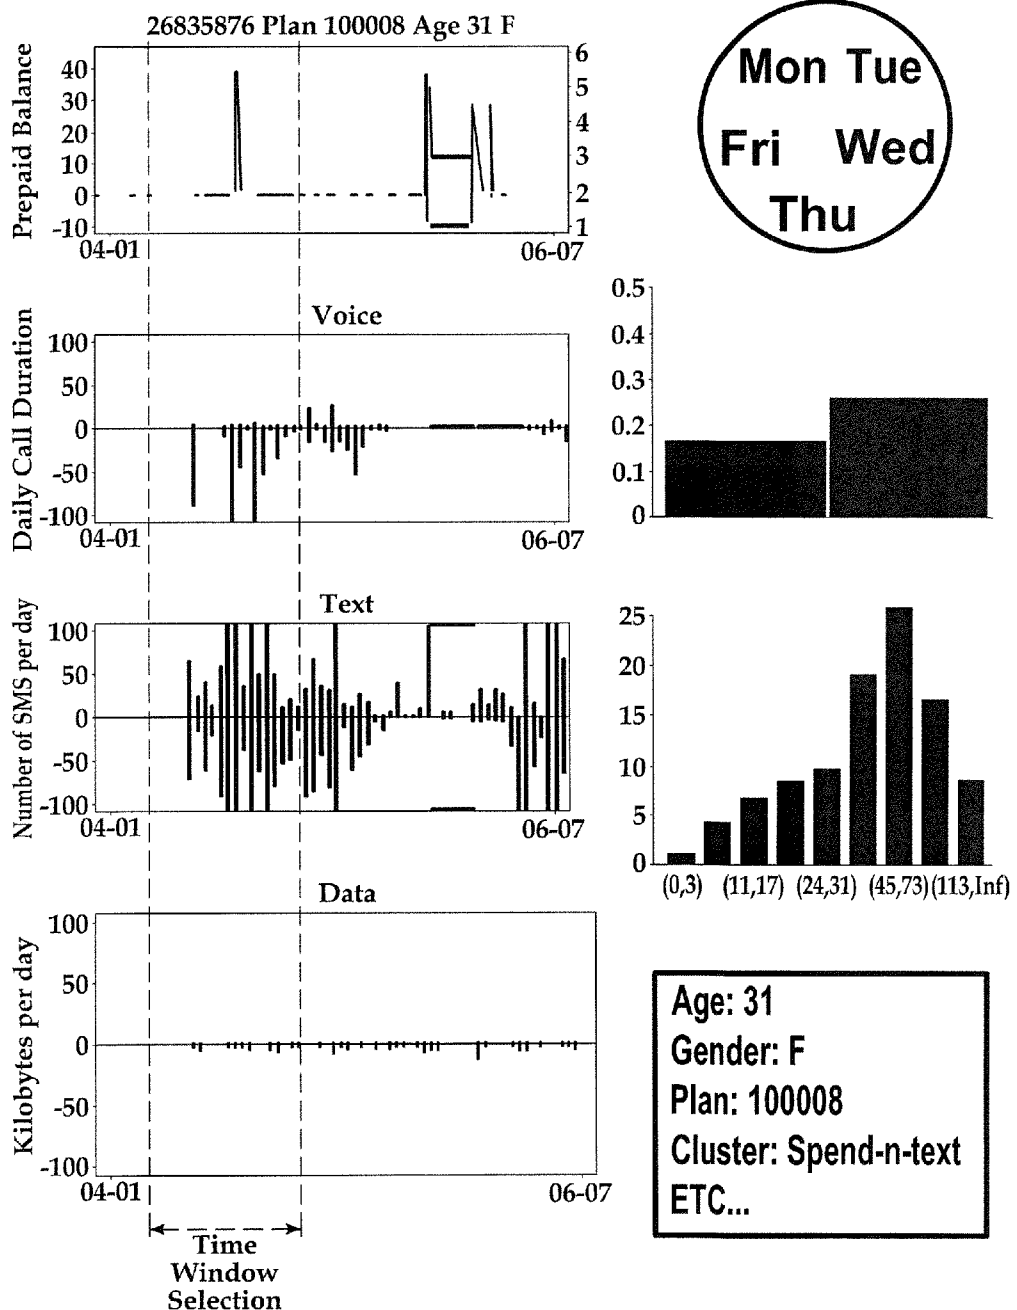 26835876 Plan 100008 Age 31 F
Prepaid Balance
40
30
20
10
0
-10
6
5
4
3
2
1
04-01
06-07
Mon Tue
Fri Wed
Thu
Voice
Daily Call Duration
100
50
0
-50
-100
04-01
06-07
0.5
0.4
0.3
0.2
0.1
0
Text
Number of SMS per day
100
50
0
-50
-100
04-01
06-07
25
20
15
10
5
0
(0,3) (11,17) (24,31) (45,73) (113,Inf)
Data
Kilobytes per day
100
50
0
-50
-100
04-01
06-07
Time
Window
Selection
Age: 31
Gender: F
Plan: 100008
Cluster: Spend-n-text
ETC...